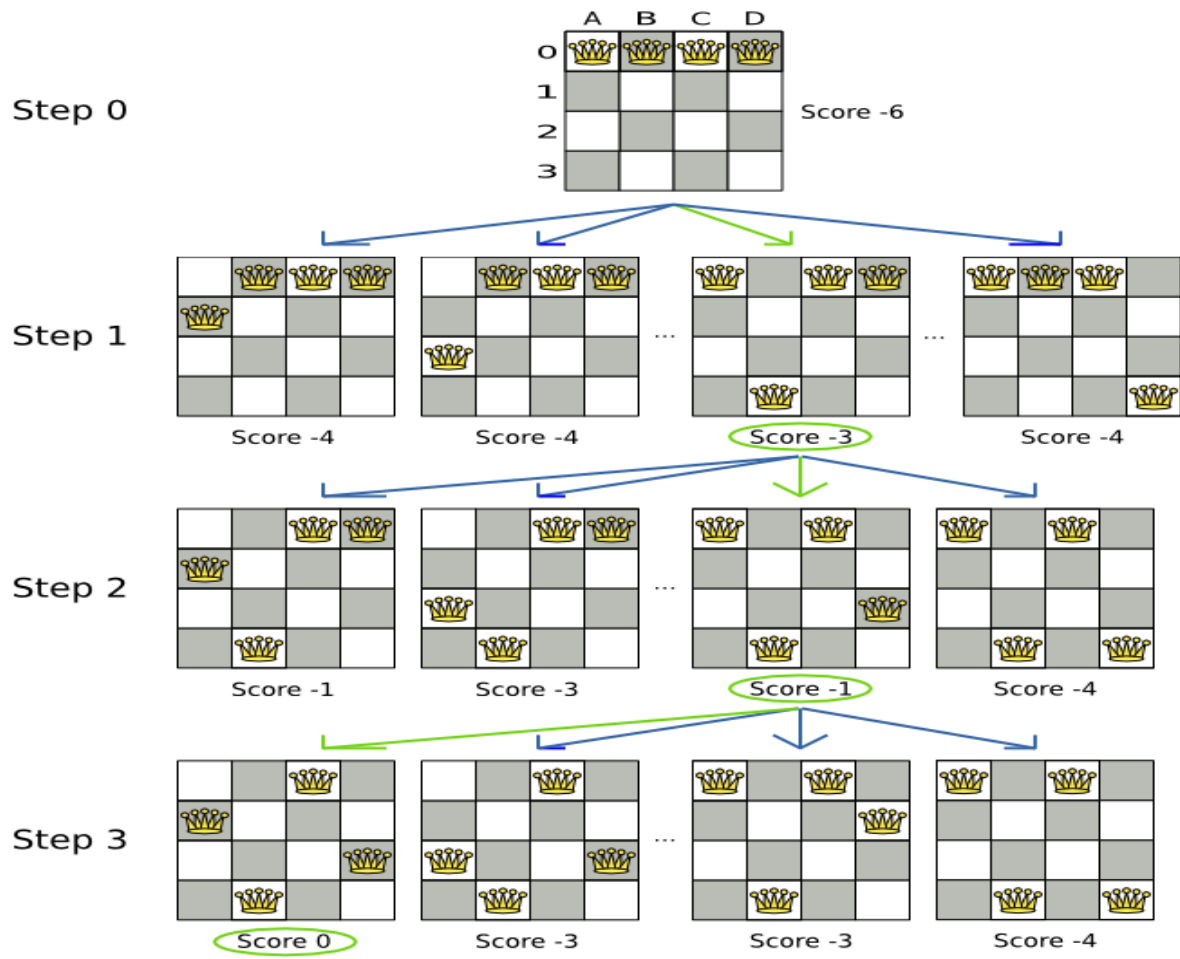 A B C D
0
1
Step 0
Score -6
2
3
Step 1
...
...
Score -4 Score -4 Score -3 Score -4
Step 2
...
Score -1 Score -3 Score -1 Score -4
Step 3
...
Score 0 Score -3 Score -3 Score -4